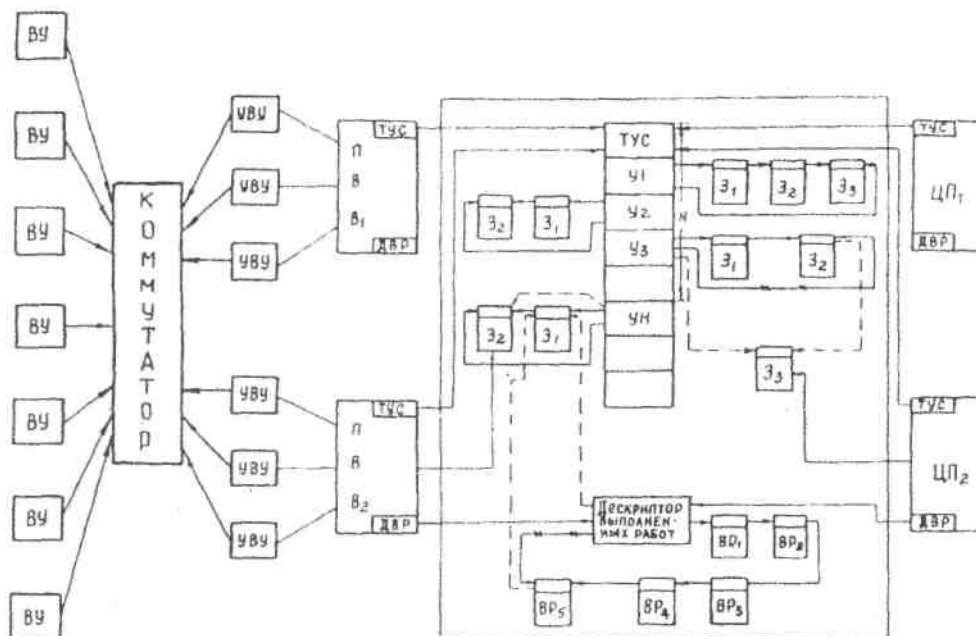 ВУ
ВУ
ВУ
ВУ
ВУ
ВУ
ВУ
КОММУТАТОР
УВУ
УВУ
УВУ
УВУ
УВУ
УВУ
ТУС
П
В
В₁
ДВР
ТУС
П
В
В₂
ДВР
ТУС
У1
У2
У3
УН
З₂
З₁
З₂
З₁
З₁
З₂
З₃
З₁
З₂
З₃
ДЕСКРИПТОР
ВЫПОЛНЕН-
НЫХ РАБОТ
ВР₁
ВР₂
ВР₅
ВР₄
ВР₃
ТУС
ЦП₁
ДВР
ТУС
ЦП₂
ДВР